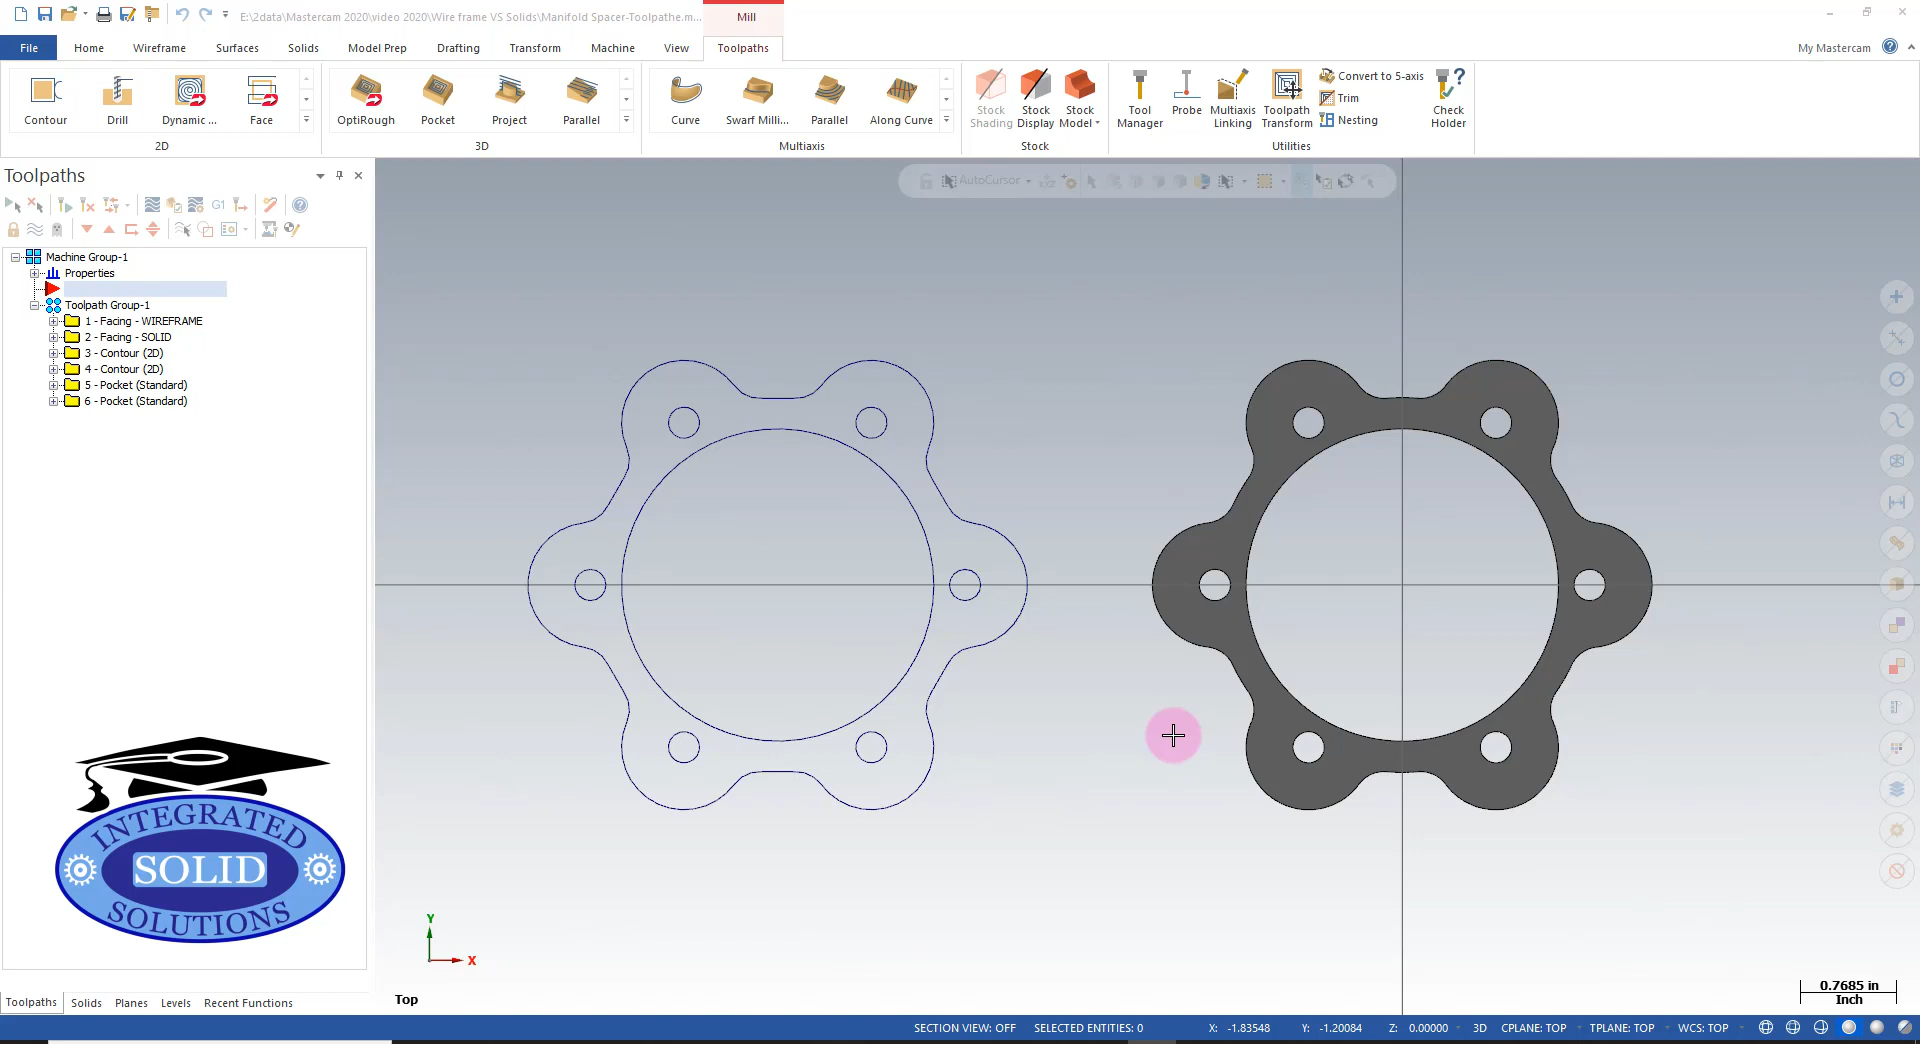 E:\2data\Mastercam 2020\video 2020\Wire frame VS Solids\Manifold Spacer-Toolpathe.m...
Mill
File
Home
Wireframe
Surfaces
Solids
Model Prep
Drafting
Transform
Machine
View
Toolpaths
My Mastercam
Contour
Drill
Dynamic ...
Face
2D
OptiRough
Pocket
Project
Parallel
3D
Curve
Swarf Milli...
Parallel
Along Curve
Multiaxis
Stock Shading
Stock Display
Stock Model
Stock
Tool Manager
Probe
Multiaxis Linking
Toolpath Transform
Convert to 5-axis
Trim
Nesting
Check Holder
Utilities
Toolpaths
AutoCursor
XYZ
G1
Machine Group-1
Properties
Toolpath Group-1
1 - Facing - WIREFRAME
2 - Facing - SOLID
3 - Contour (2D)
4 - Contour (2D)
5 - Pocket (Standard)
6 - Pocket (Standard)
INTEGRATED
SOLID
SOLUTIONS
Y
X
Top
0.7685 in
Inch
Toolpaths
Solids
Planes
Levels
Recent Functions
SECTION VIEW: OFF
SELECTED ENTITIES: 0
X: -1.83548
Y: -1.20084
Z: 0.00000
3D
CPLANE: TOP
TPLANE: TOP
WCS: TOP